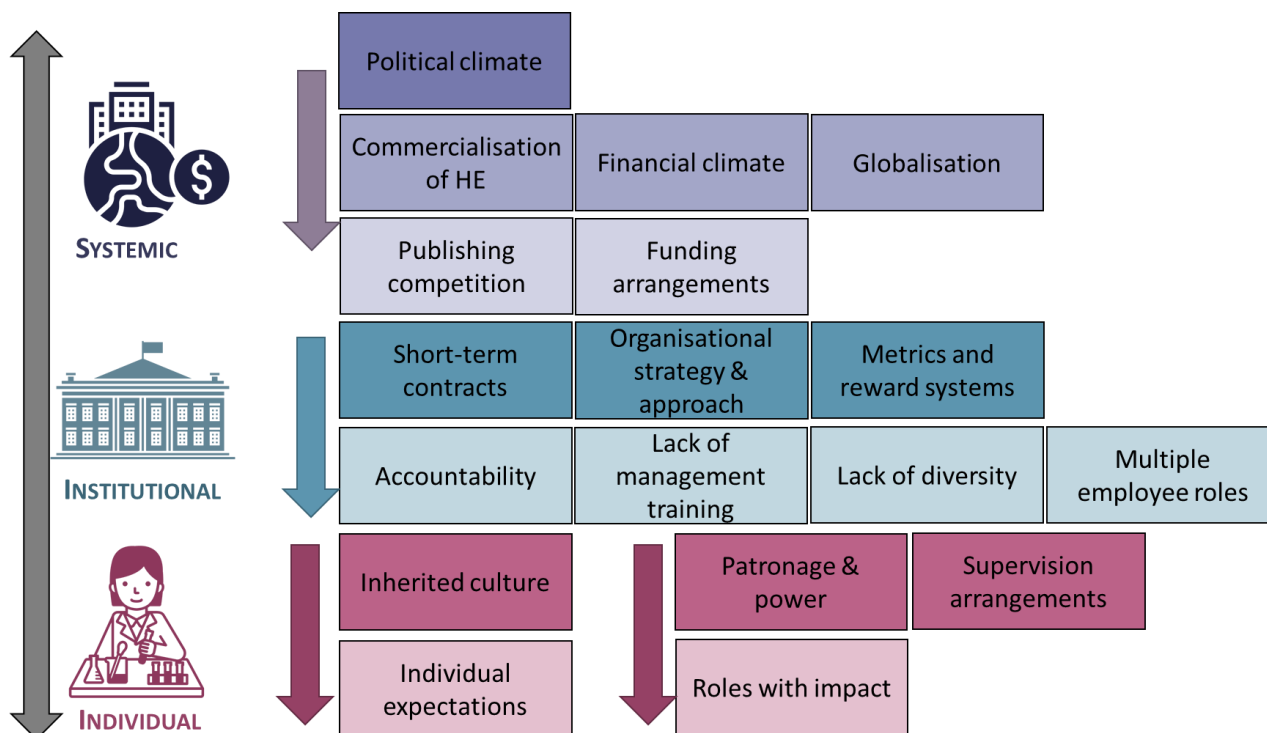 Political climate
Commercialisation
of HE
Financial climate
Globalisation
$
SYSTEMIC
Publishing
competition
Funding
arrangements
Short-term
contracts
Organisational
strategy &
approach
Metrics and
reward systems
INSTITUTIONAL
Accountability
Lack of
management
training
Lack of diversity
Multiple
employee roles
Inherited culture
Patronage &
power
Supervision
arrangements
Individual
expectations
Roles with impact
INDIVIDUAL